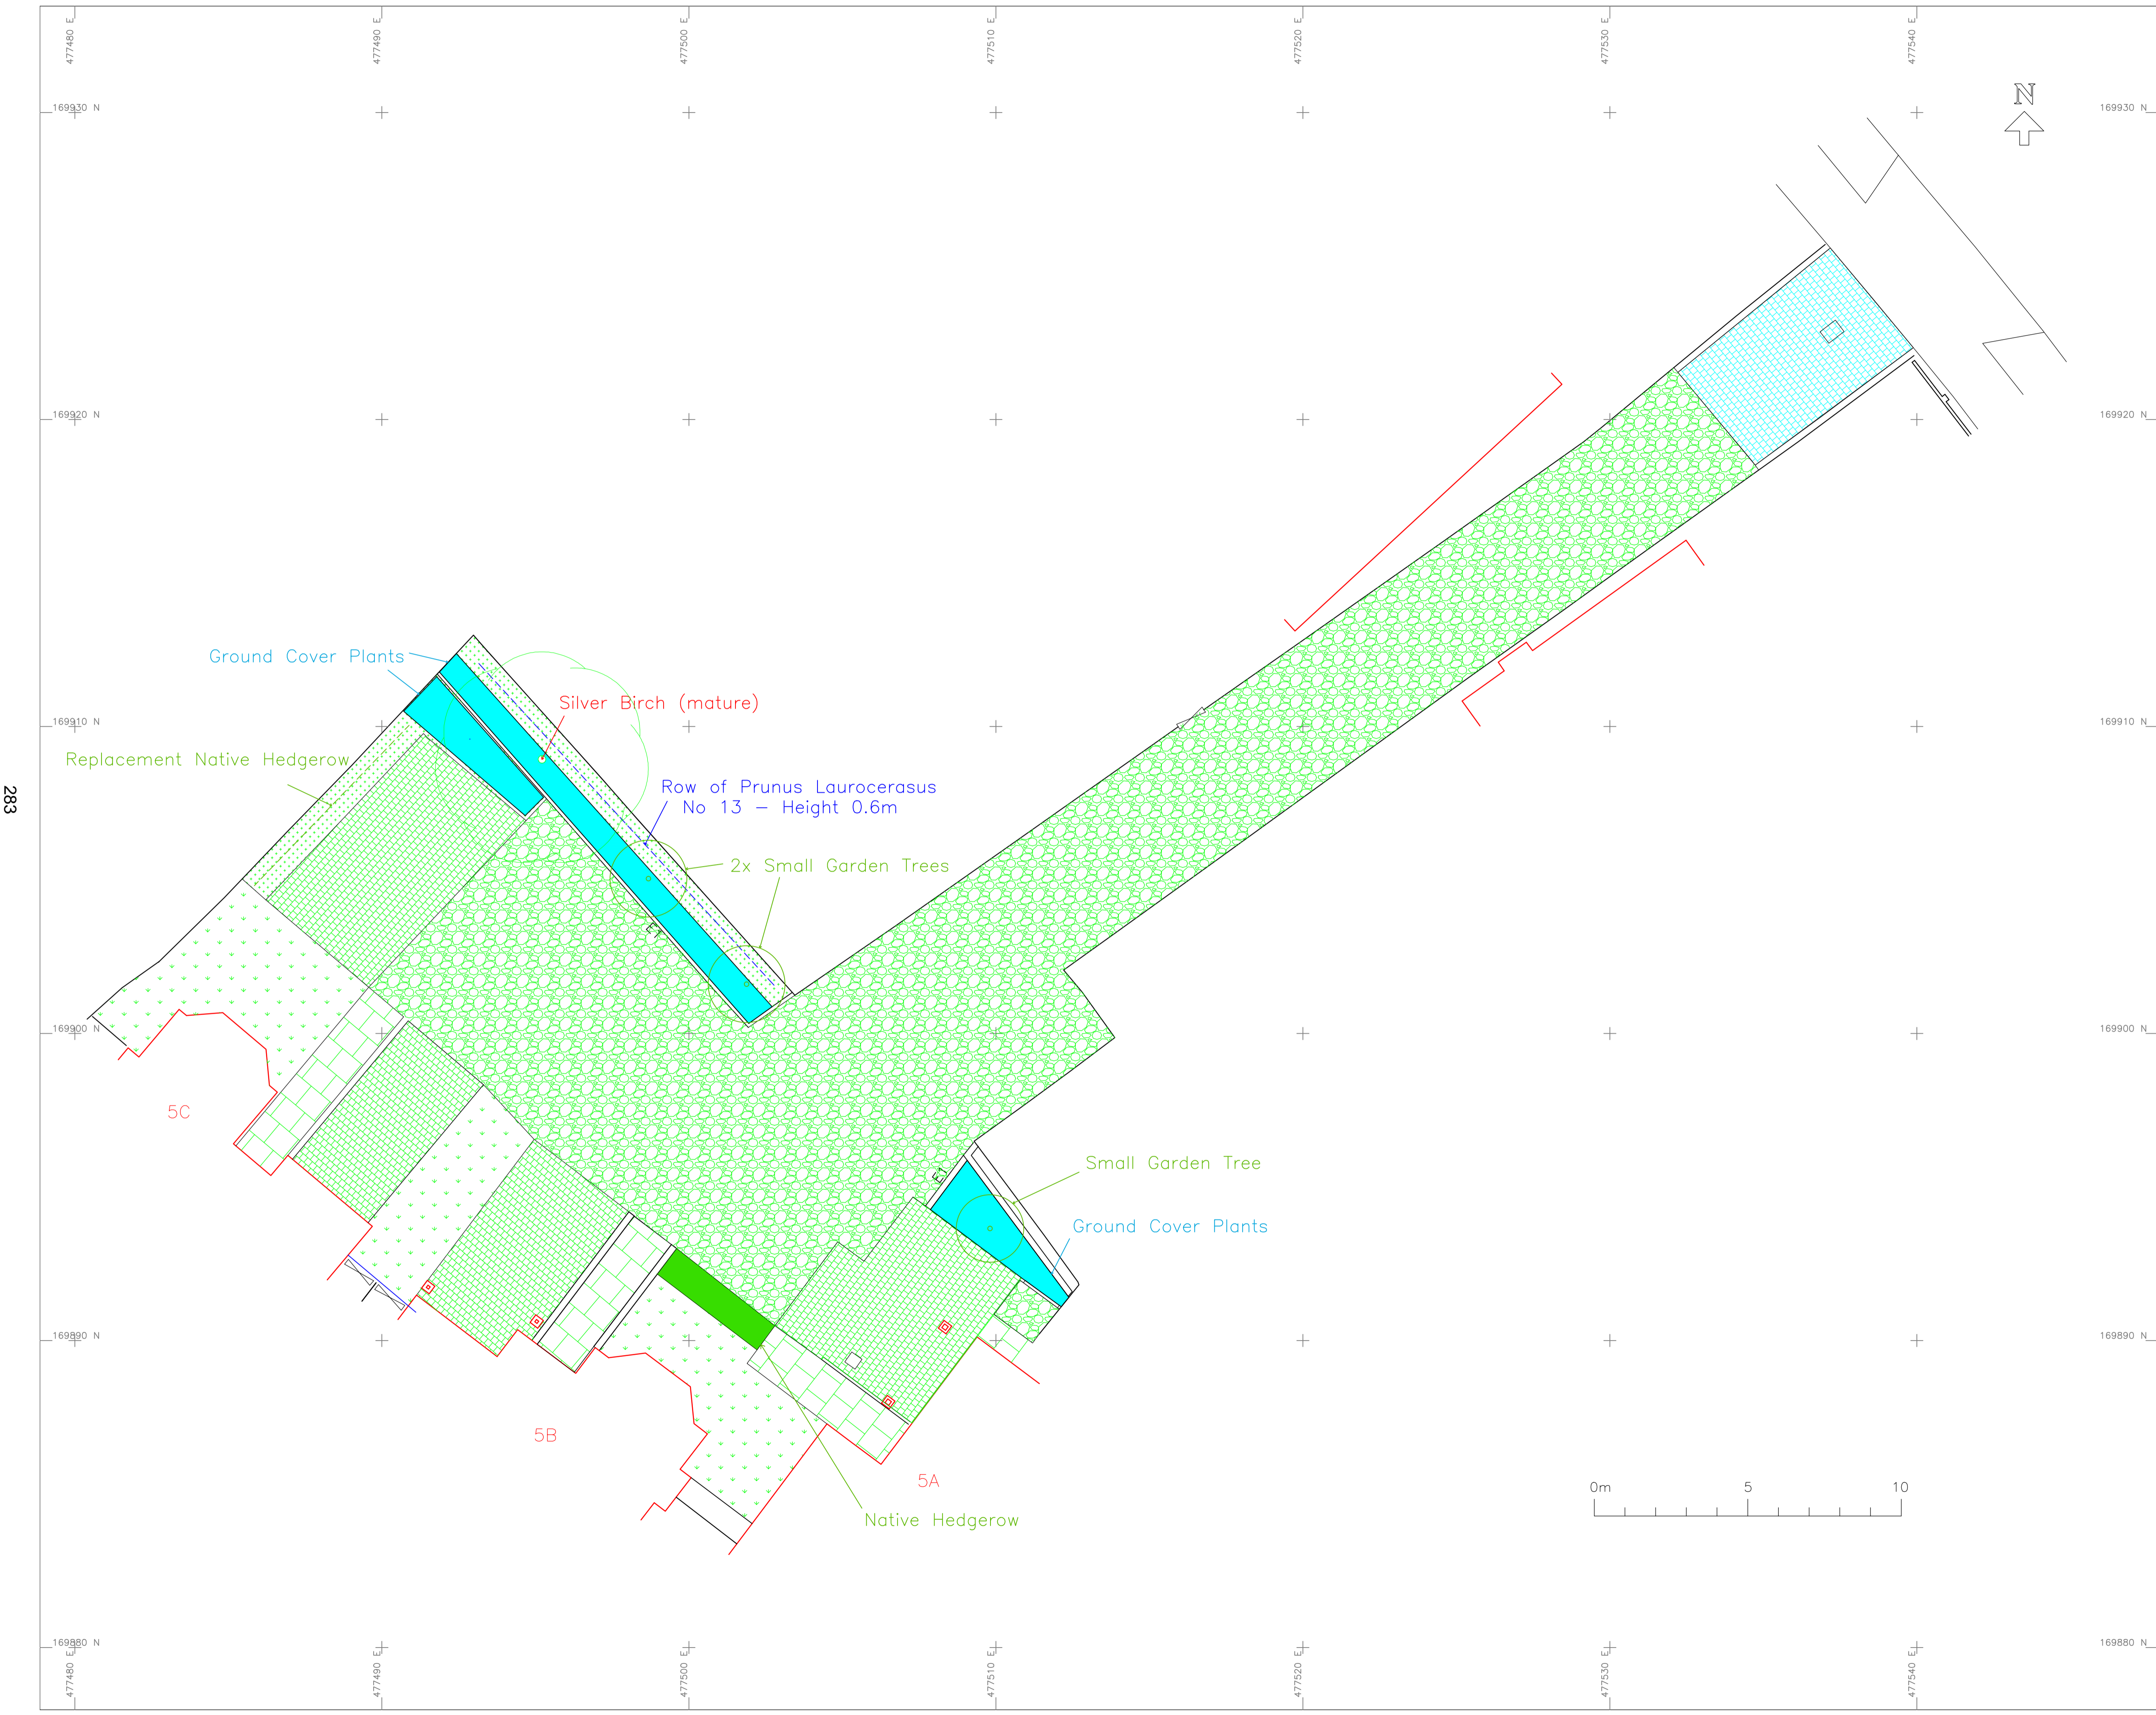 477480 E
477490 E
477500 E
477510 E
477520 E
477530 E
477540 E
N
169930 N
169930 N
169920 N
169920 N
Ground Cover Plants
Silver Birch (mature)
169910 N
169910 N
Replacement Native Hedgerow
Row of Prunus Laurocerasus
No 13 – Height 0.6m
283
2x Small Garden Trees
169900 N
169900 N
5C
E1
Small Garden Tree
Ground Cover Plants
169890 N
169890 N
5B
5A
0m 5 10
Native Hedgerow
169880 N
169880 N
477480 E
477490 E
477500 E
477510 E
477520 E
477530 E
477540 E